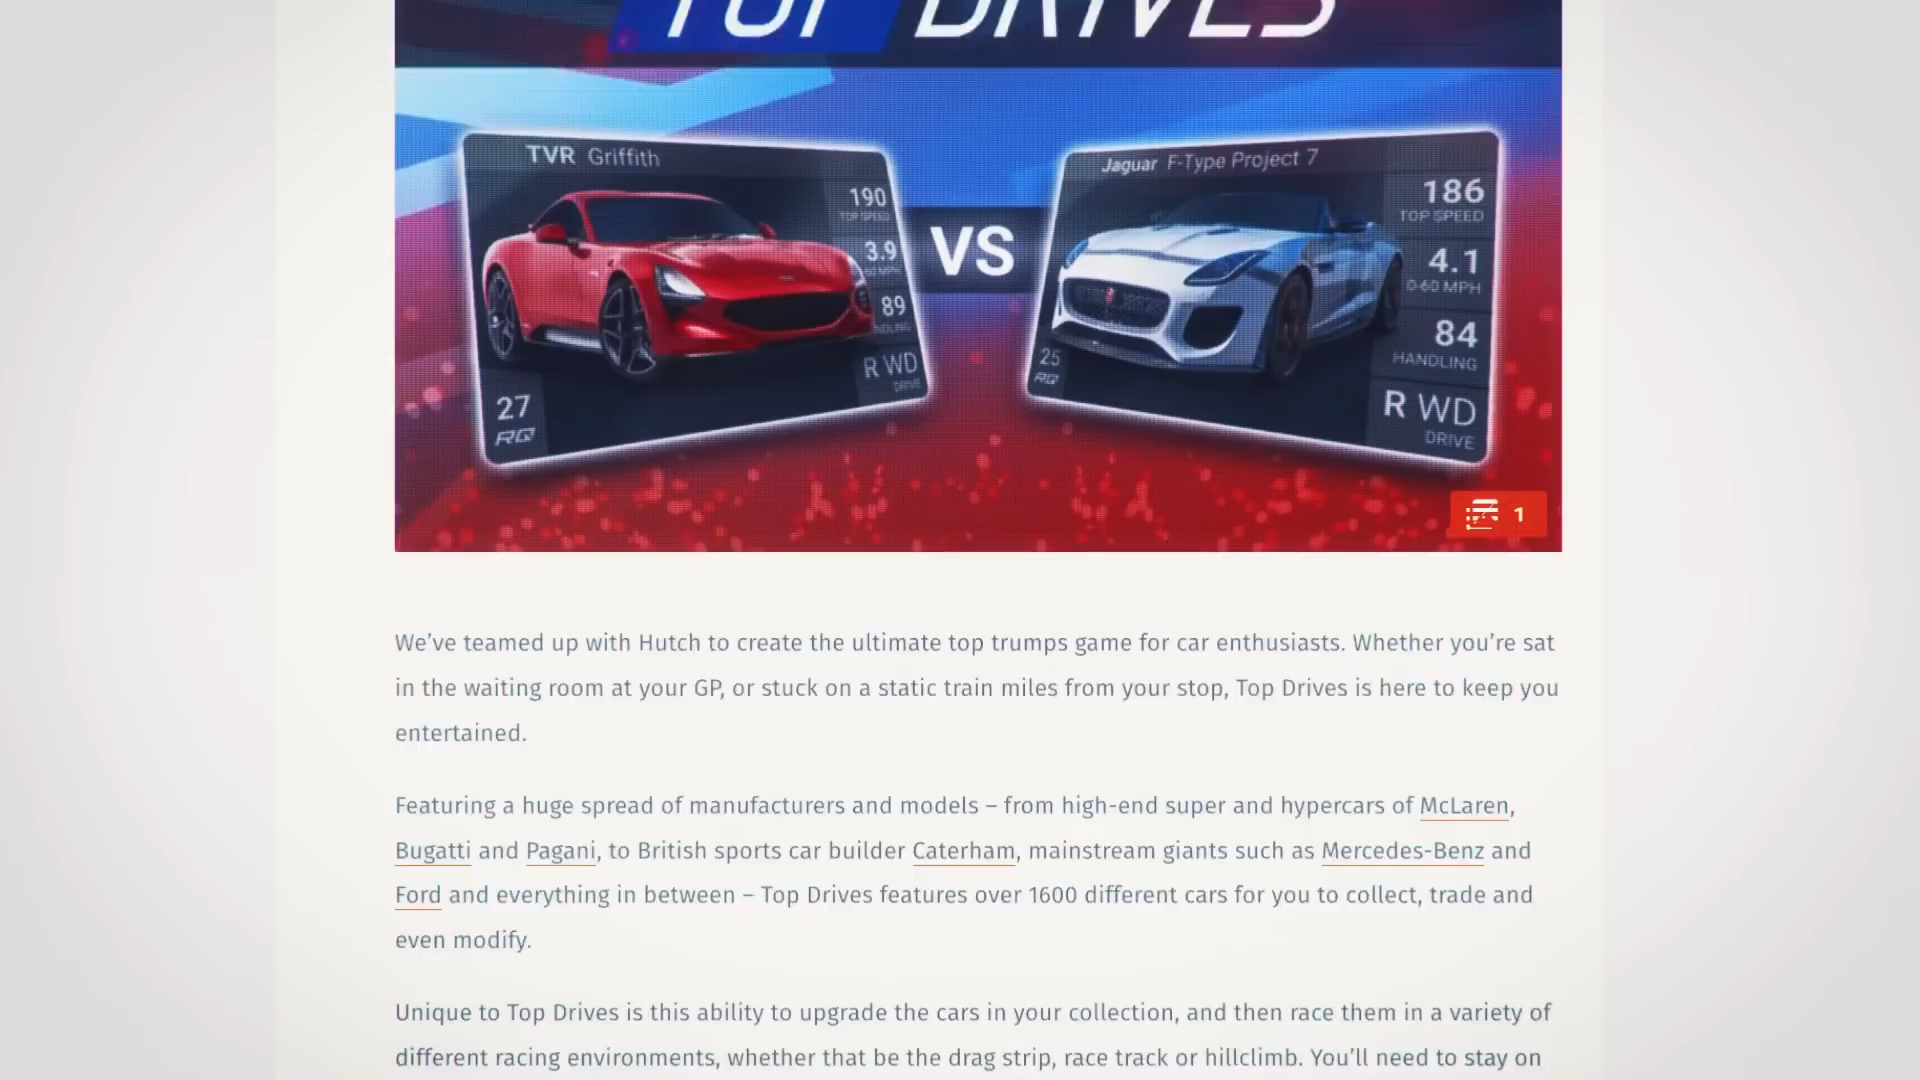 TOP DRIVES
TVR Griffith
190
TOP SPEED
3.9
89
R WD
DRIVE
27
RQ
VS
Jaguar F-Type Project 7
186
TOP SPEED
4.1
0-60 MPH
84
HANDLING
R WD
DRIVE
25
RQ
1
We’ve teamed up with Hutch to create the ultimate top trumps game for car enthusiasts. Whether you’re sat
in the waiting room at your GP, or stuck on a static train miles from your stop, Top Drives is here to keep you
entertained.
Featuring a huge spread of manufacturers and models – from high-end super and hypercars of McLaren,
Bugatti and Pagani, to British sports car builder Caterham, mainstream giants such as Mercedes-Benz and
Ford and everything in between – Top Drives features over 1600 different cars for you to collect, trade and
even modify.
Unique to Top Drives is this ability to upgrade the cars in your collection, and then race them in a variety of
different racing environments, whether that be the drag strip, race track or hillclimb. You’ll need to stay on